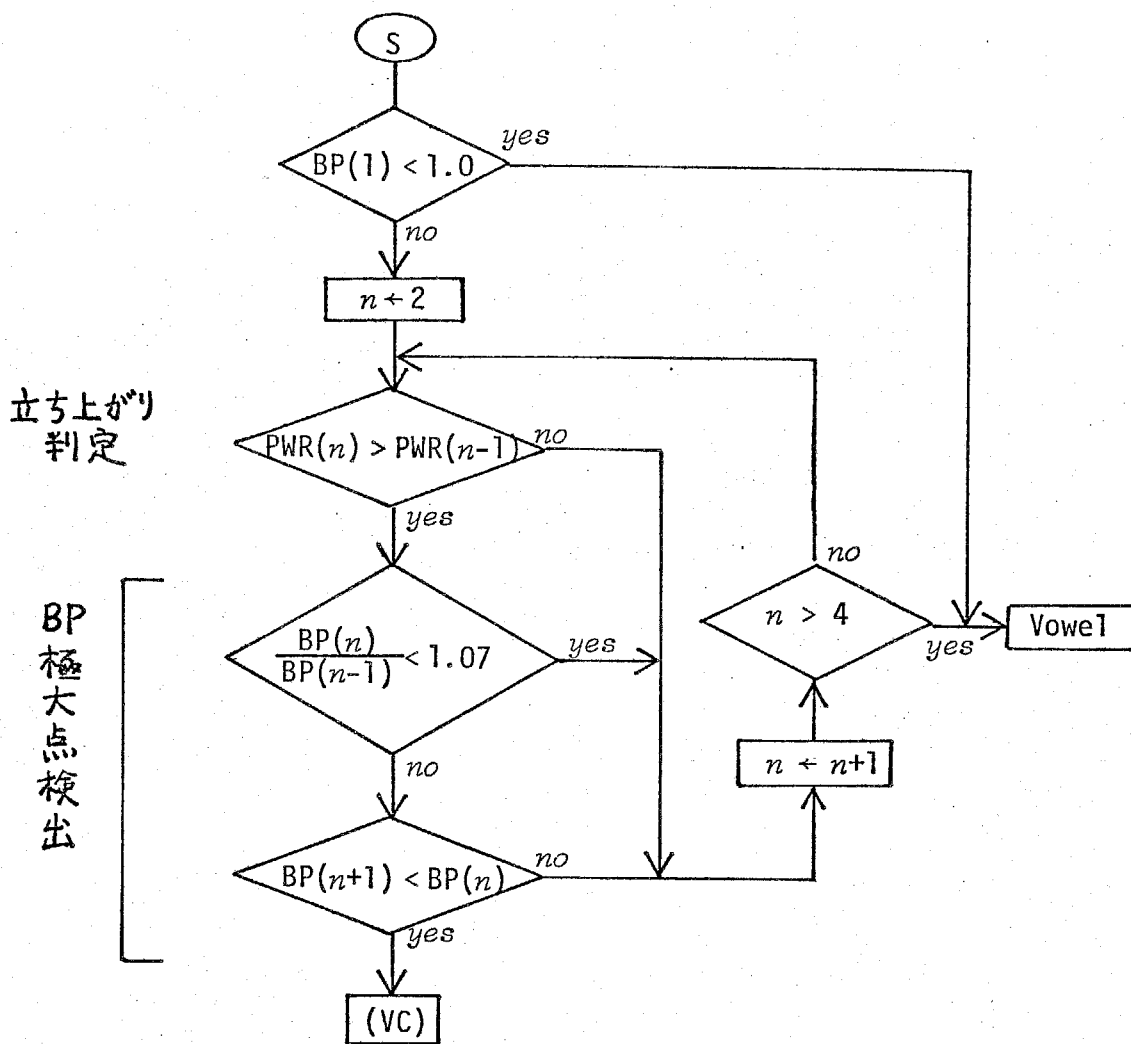 S
BP(1) < 1.0
yes
no
n ← 2
立ち上がり
判定
PWR(n) > PWR(n-1)
no
yes
BP
極
大
点
検
出
BP(n)
BP(n-1)
< 1.07
yes
no
BP(n+1) < BP(n)
no
yes
(VC)
n ← n+1
n > 4
no
yes
Vowel